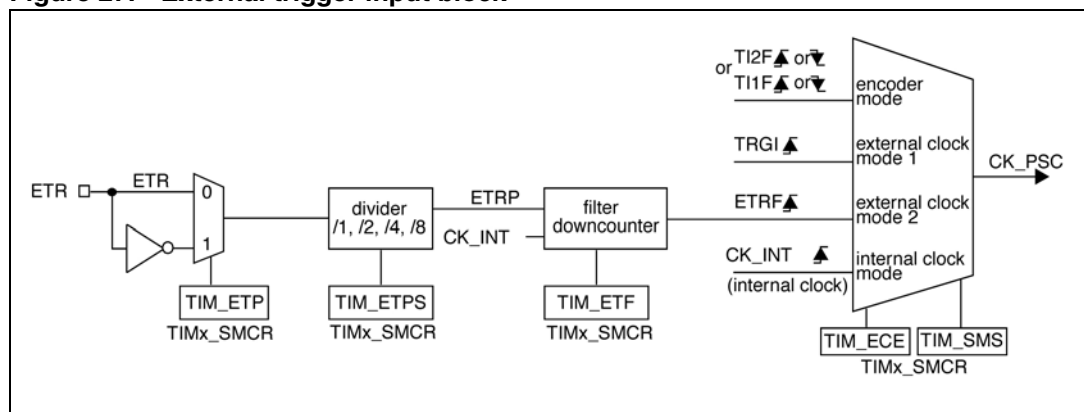 Figure 27. External trigger input block
or TI2F or
TI1F or
encoder
mode
TRGI
external clock
mode 1
CK_PSC
ETR
ETR
0
1
divider
/1, /2, /4, /8
ETRP
CK_INT
filter
downcounter
ETRF
external clock
mode 2
CK_INT
(internal clock)
internal clock
mode
TIM_ETP
TIMx_SMCR
TIM_ETPS
TIMx_SMCR
TIM_ETF
TIMx_SMCR
TIM_ECE
TIM_SMS
TIMx_SMCR